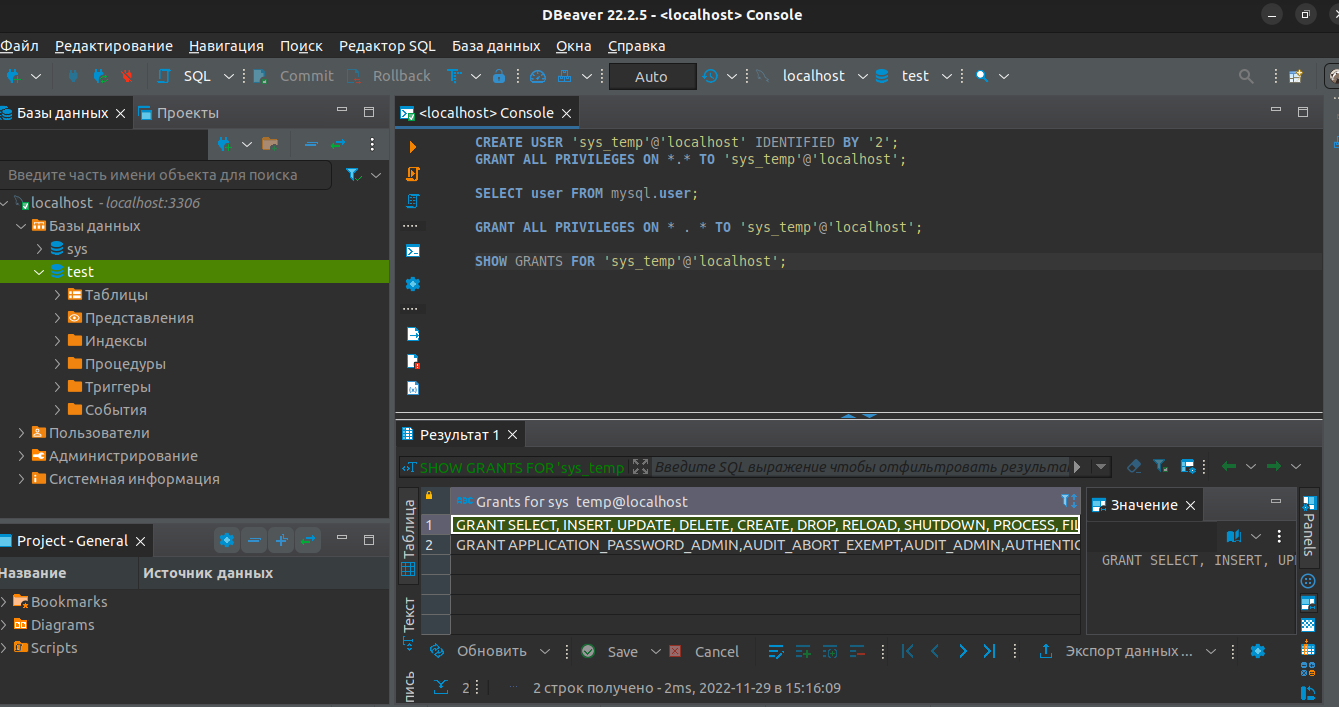 DBeaver 22.2.5 - <localhost> Console
Файл Редактирование Навигация Поиск Редактор SQL База данных Окна Справка
SQL Commit Rollback Auto localhost test
Базы данных Проекты
Введите часть имени объекта для поиска
localhost - localhost:3306
Базы данных
sys
test
Таблицы
Представления
Индексы
Процедуры
Триггеры
События
Пользователи
Администрирование
Системная информация
Project - General
Название Источник данных
Bookmarks
Diagrams
Scripts
<localhost> Console
CREATE USER 'sys_temp'@'localhost' IDENTIFIED BY '2';
GRANT ALL PRIVILEGES ON *.* TO 'sys_temp'@'localhost';
SELECT user FROM mysql.user;
GRANT ALL PRIVILEGES ON * . * TO 'sys_temp'@'localhost';
SHOW GRANTS FOR 'sys_temp'@'localhost';
Результат 1
SHOW GRANTS FOR 'sys_temp Введите SQL выражение чтобы отфильтровать результа
Таблица
Текст
пись
Grants for sys_temp@localhost
1 GRANT SELECT, INSERT, UPDATE, DELETE, CREATE, DROP, RELOAD, SHUTDOWN, PROCESS, FIL
2 GRANT APPLICATION_PASSWORD_ADMIN,AUDIT_ABORT_EXEMPT,AUDIT_ADMIN,AUTHENTIC
Значение
GRANT SELECT, INSERT, UPI
Panels
Обновить Save Cancel Экспорт данных ...
2 2 строк получено - 2ms, 2022-11-29 в 15:16:09